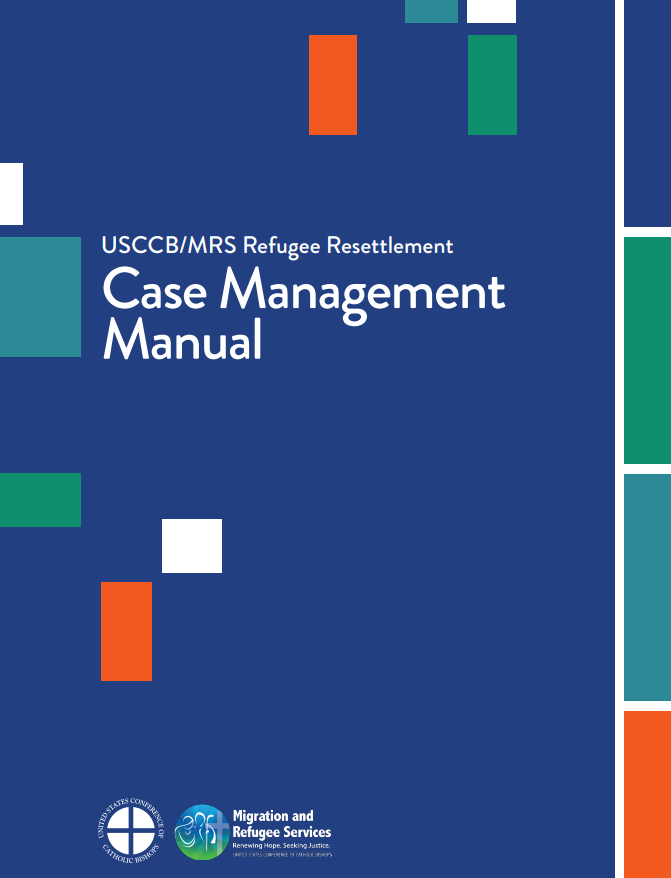 USCCB/MRS Refugee Resettlement
Case Management
Manual
UNITED STATES CONFERENCE OF
CATHOLIC BISHOPS
Migration and
Refugee Services
Renewing Hope. Seeking Justice.
UNITED STATES CONFERENCE OF CATHOLIC BISHOPS